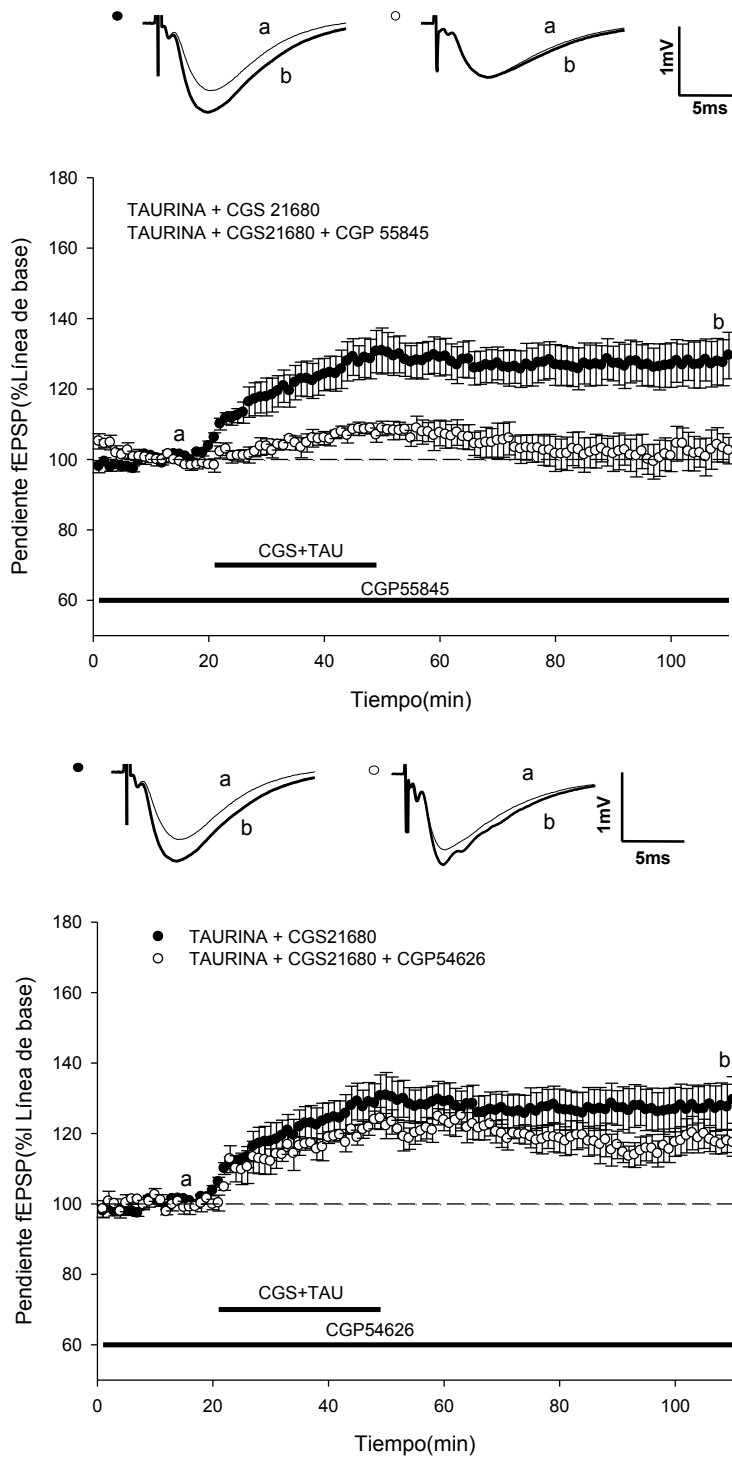 a
b
a
b
1mV
5ms
180
160
140
120
100
80
60
Pendiente fEPSP(%Línea de base)
TAURINA + CGS 21680
TAURINA + CGS21680 + CGP 55845
a
b
CGS+TAU
CGP55845
0
20
40
60
80
100
Tiempo(min)
a
b
a
b
1mV
5ms
180
160
140
120
100
80
60
Pendiente fEPSP(%l Línea de base)
TAURINA + CGS21680
TAURINA + CGS21680 + CGP54626
a
b
CGS+TAU
CGP54626
0
20
40
60
80
100
Tiempo(min)